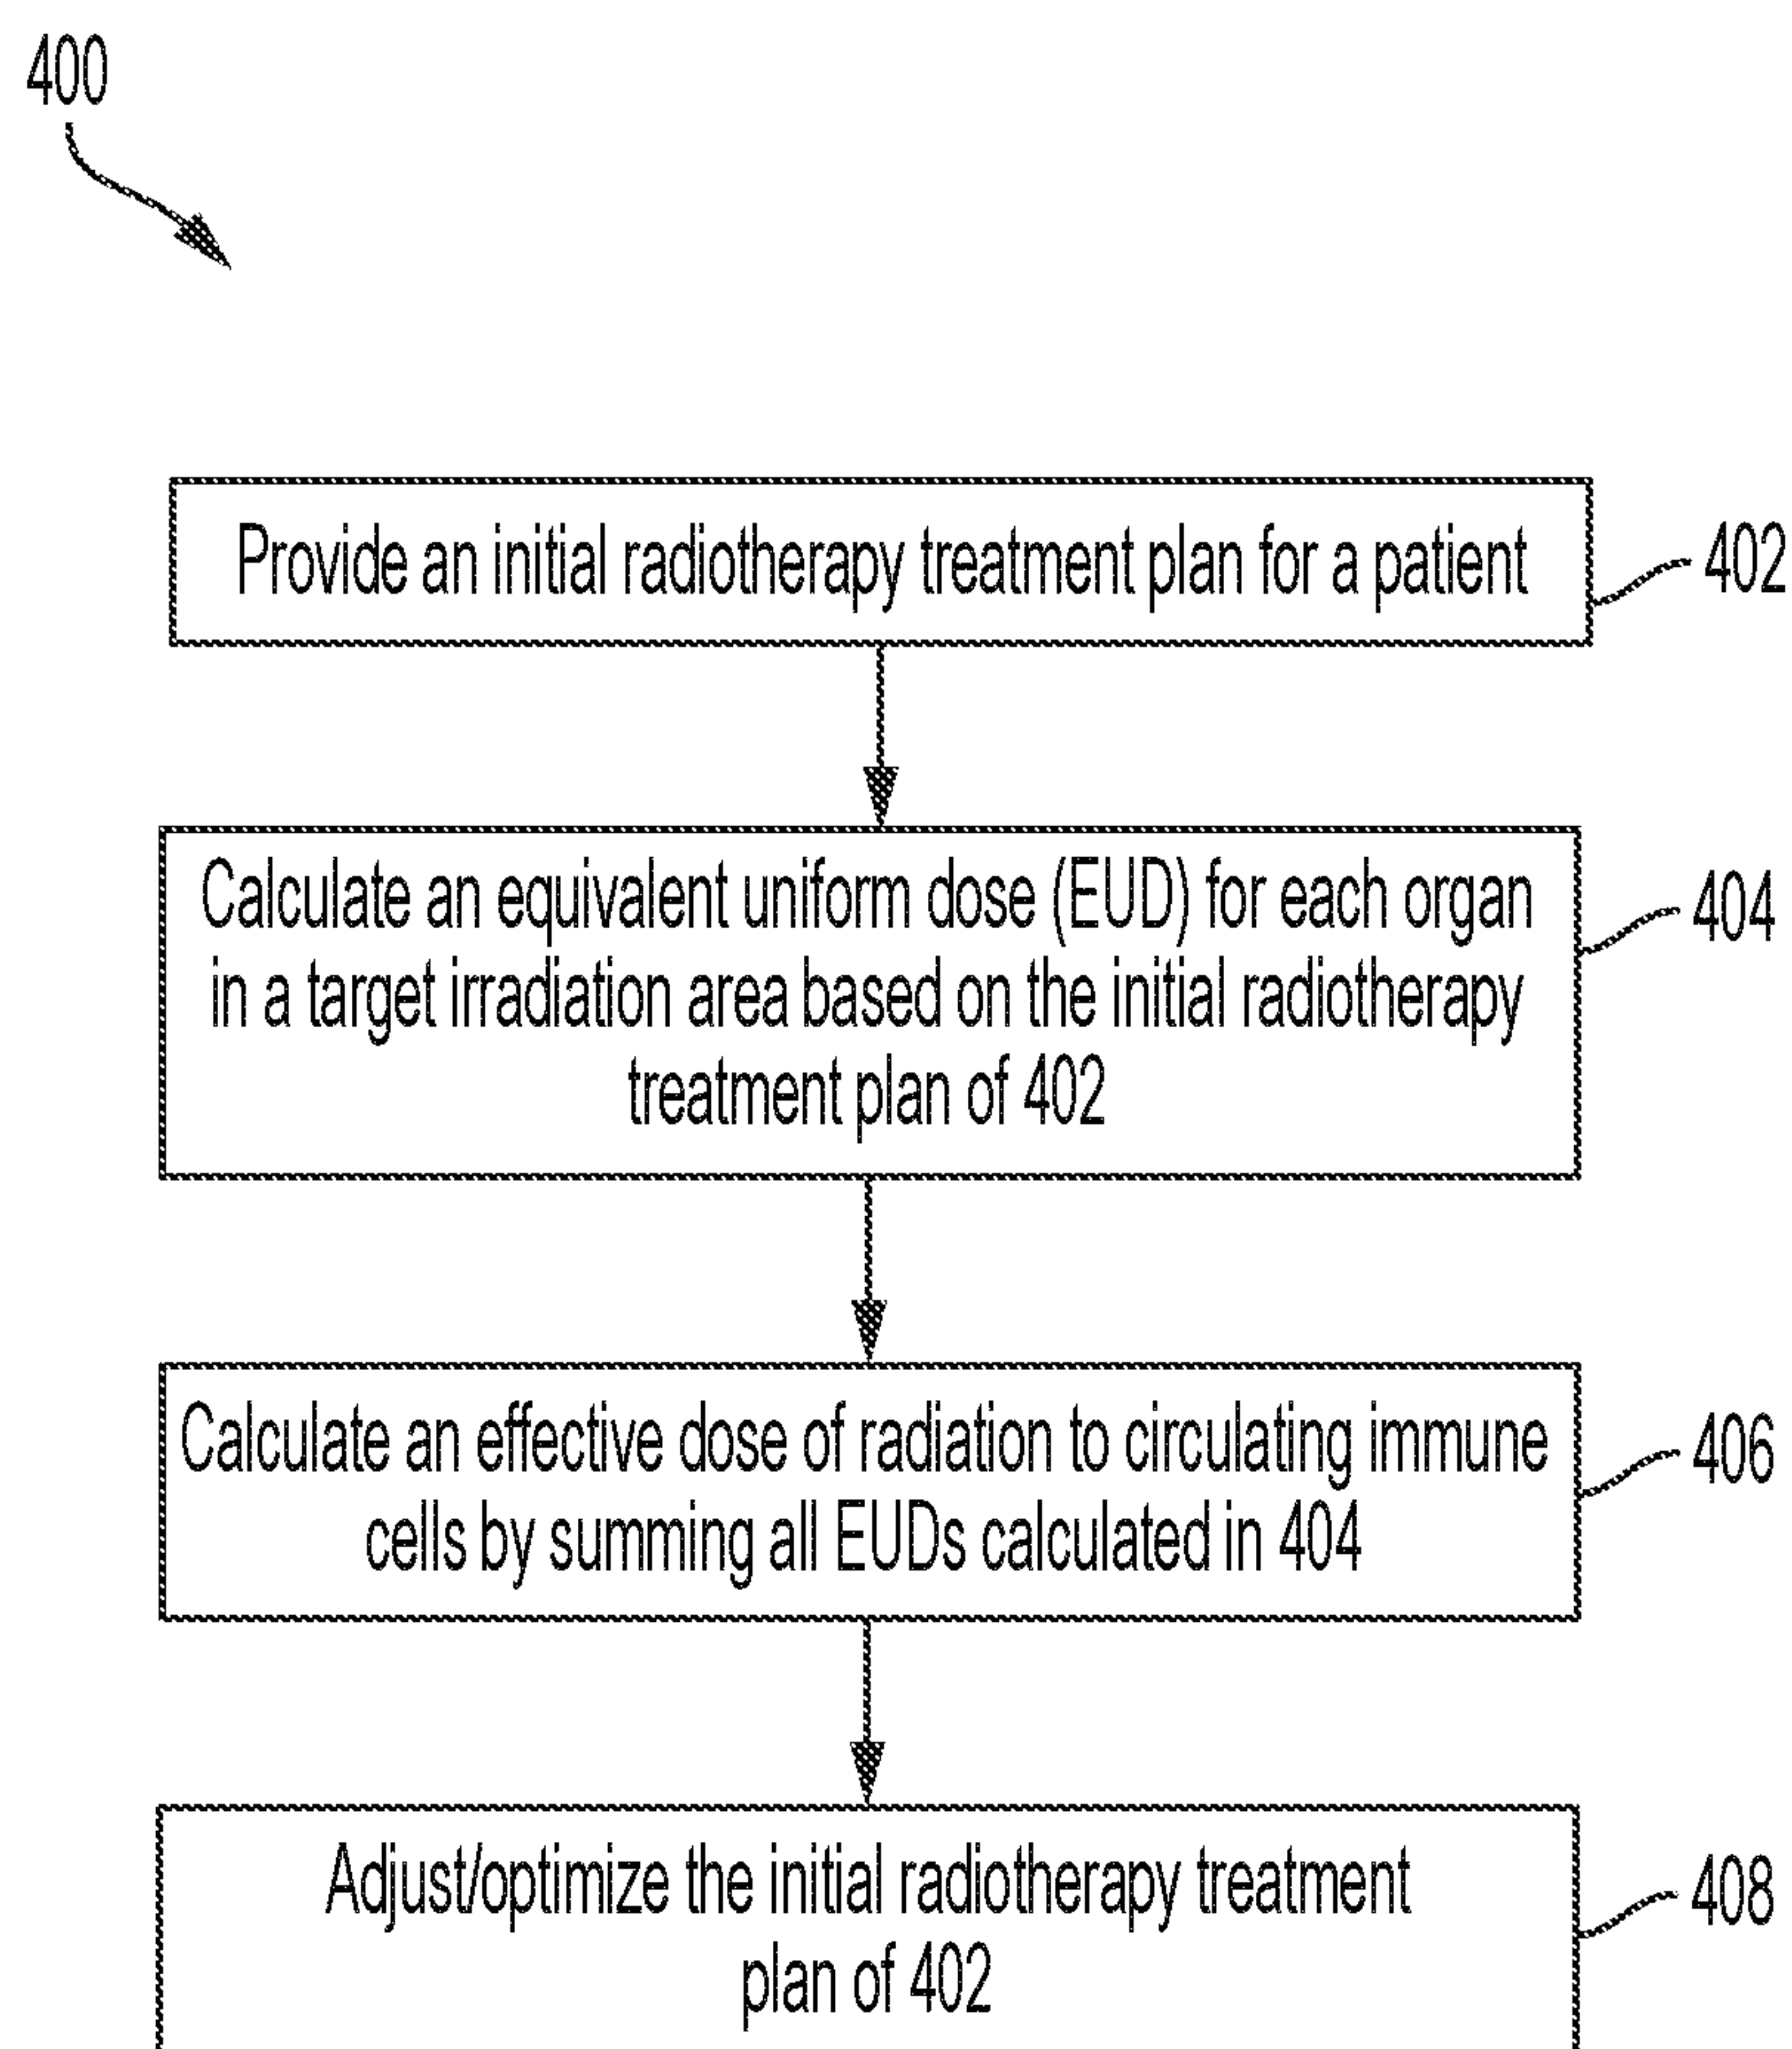 400
Provide an initial radiotherapy treatment plan for a patient
402
Calculate an equivalent uniform dose (EUD) for each organ
in a target irradiation area based on the initial radiotherapy
treatment plan of 402
404
Calculate an effective dose of radiation to circulating immune
cells by summing all EUDs calculated in 404
406
Adjust/optimize the initial radiotherapy treatment
plan of 402
408